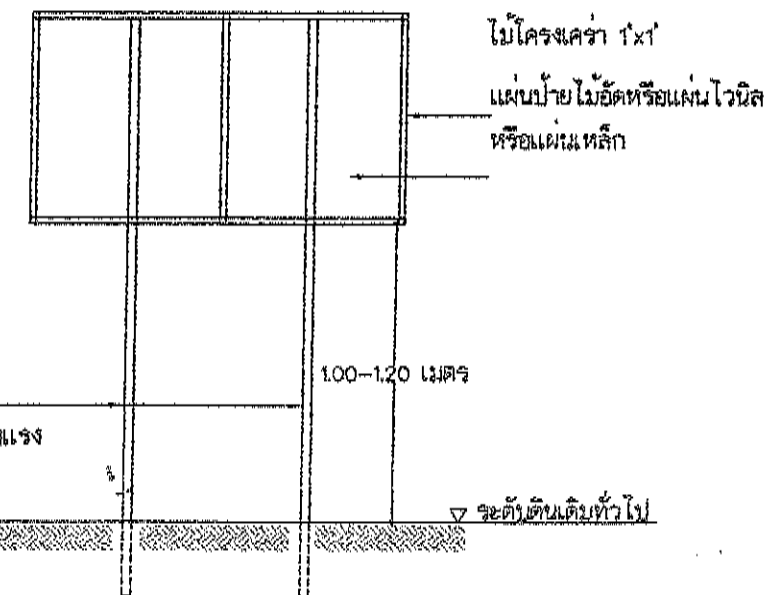 ไม้โครงเคร่า 1"x1"
แผ่นป้ายไม้อัดหรือแผ่นไวนิล
หรือแผ่นเหล็ก
1.00-1.20 เมตร
แรง
ระดับดินเดิมทั่วไป